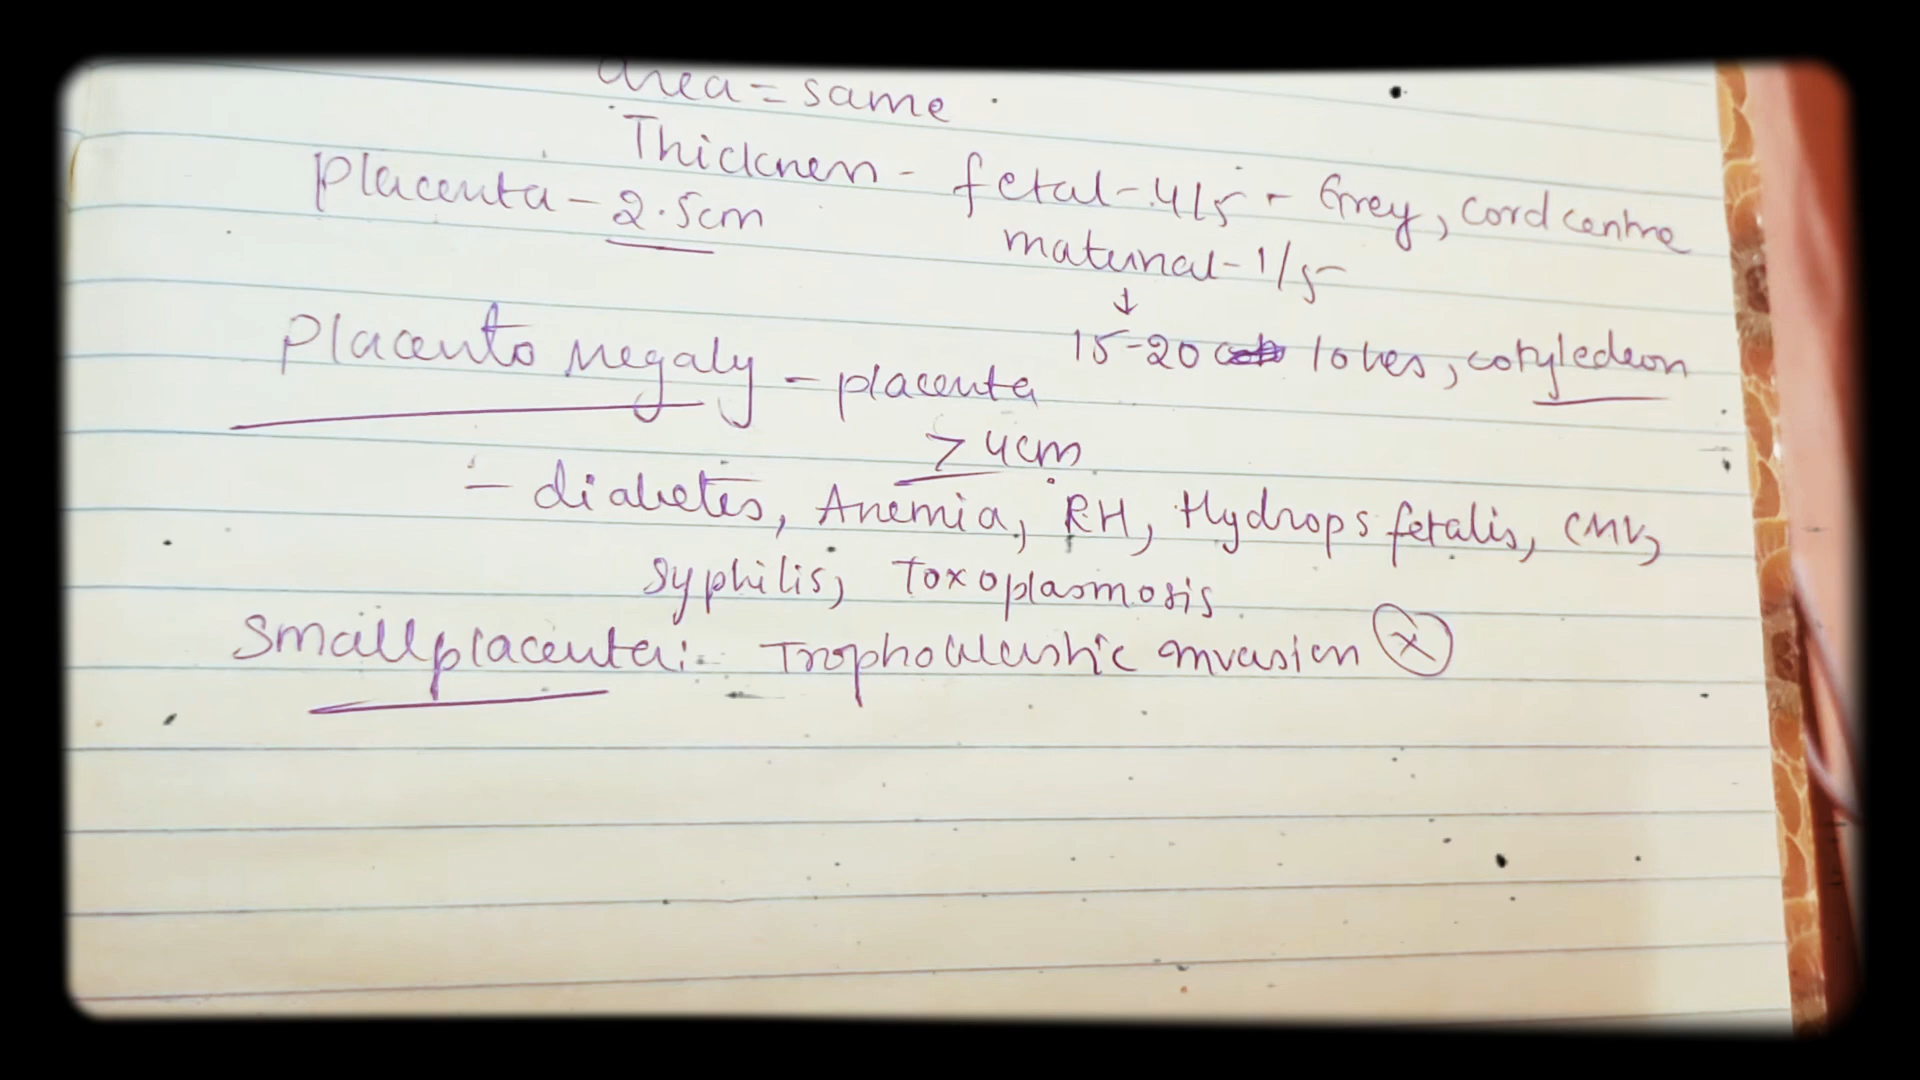 area = same
Thickness - fetal - 4/5 - Grey, cord centre
Placenta - 2.5cm
maternal - 1/5
↓
15-20 lobes, cotyledon
Placento Megaly - placenta
> 4cm
- diabetes, Anemia, RH, Hydrops fetalis, CMV,
Syphilis, Toxoplasmosis
Small placenta: Trophoblastic invasion ⓧ